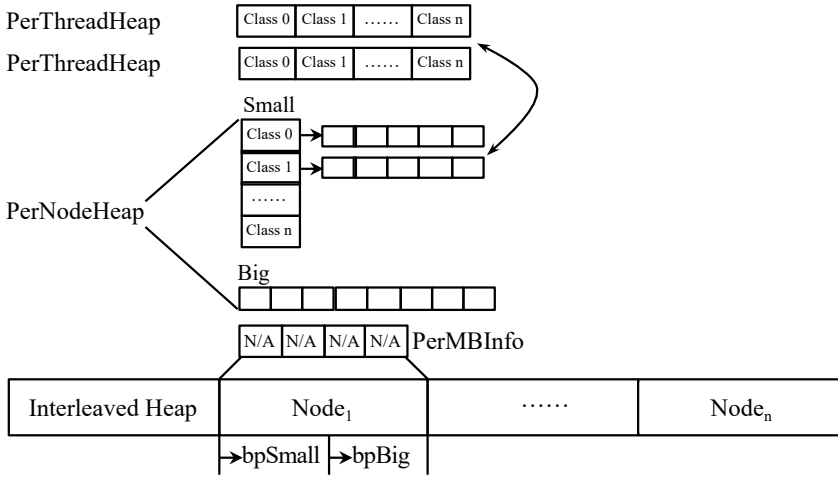 PerThreadHeap Class 0 Class 1 ...... Class n
PerThreadHeap Class 0 Class 1 ...... Class n
Small
Class 0
Class 1
......
PerNodeHeap
Class n
Big
N/A N/A N/A N/A PerMBInfo
Interleaved Heap Node₁ ...... Nodeₙ
bpSmall bpBig